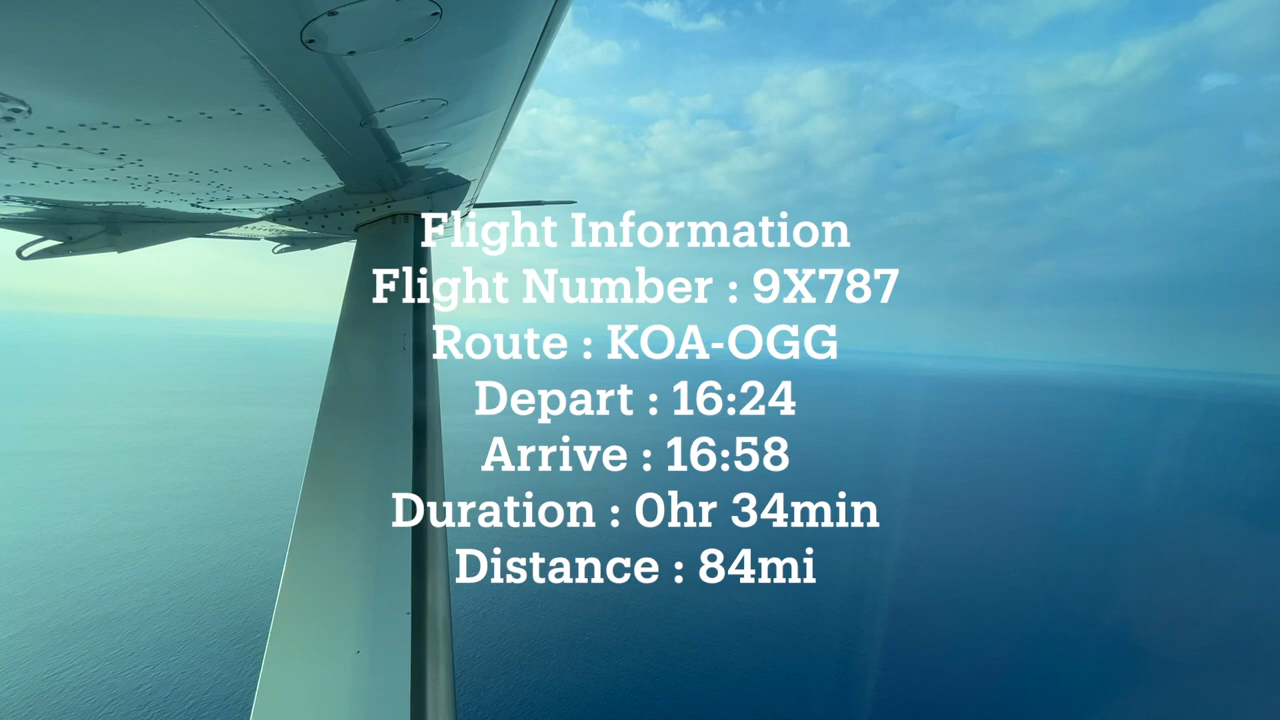 Flight Information
Flight Number : 9X787
Route : KOA-OGG
Depart : 16:24
Arrive : 16:58
Duration : 0hr 34min
Distance : 84mi